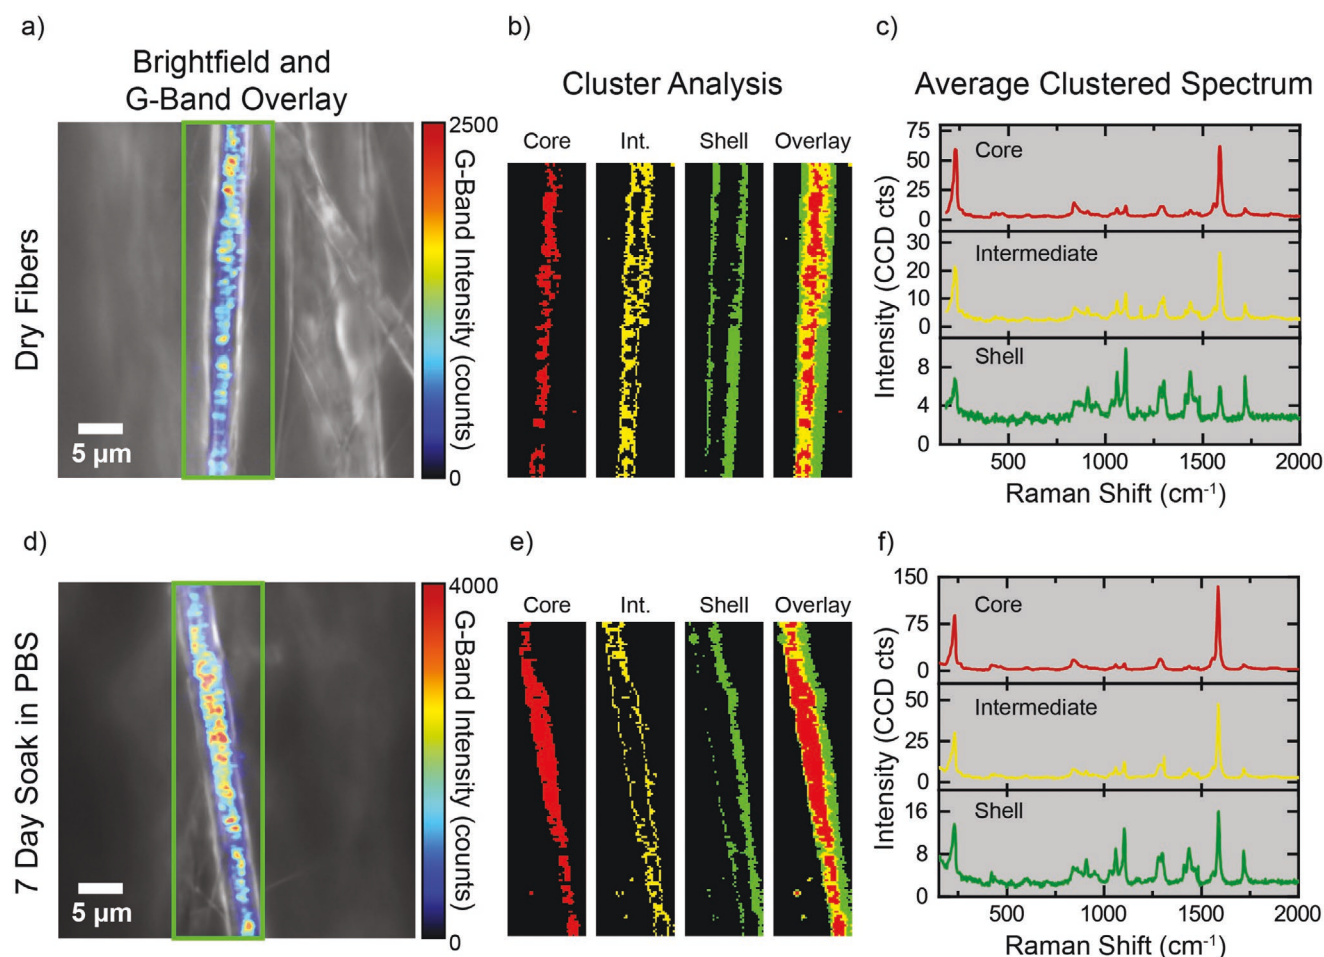 a)
Brightfield and
G-Band Overlay
Dry Fibers
5 µm
2500
G-Band Intensity (counts)
0
b)
Cluster Analysis
Core Int. Shell Overlay
c)
Average Clustered Spectrum
Intensity (CCD cts)
75
50
25
0
Core
30
20
10
0
Intermediate
8
4
0
Shell
500 1000 1500 2000
Raman Shift (cm-1)
d)
7 Day Soak in PBS
5 µm
4000
G-Band Intensity (counts)
0
e)
Core Int. Shell Overlay
f)
Intensity (CCD cts)
150
75
0
Core
50
25
0
Intermediate
16
8
0
Shell
500 1000 1500 2000
Raman Shift (cm-1)